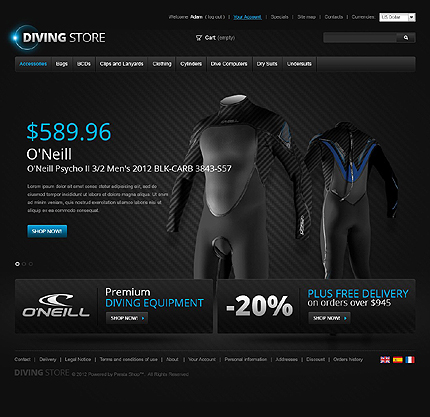 Welcome Adam ( log out ) | Your Account | Specials | Site map | Contacts | Currencies: US Dollar
DIVING STORE
Cart (empty)
Accessories Bags BCDs Clips and Lanyards Clothing Cylinders Dive Computers Dry Suits Undersuits
$589.96
O'Neill
O'Neill Psycho II 3/2 Men's 2012 BLK-CARB 3843-S57
Lorem ipsum dolor sit amet conse ctetur adipisicing elit, sed do
eiusmod tempor incididunt ut labore et dolore magna aliqua. Ut enim
ad minim veniam, quis nostrud exercitation ullamco laboris nisi ut
aliquip ex ea commodo consequat.
SHOP NOW!
O'NEILL
Premium
DIVING EQUIPMENT
SHOP NOW!
-20%
PLUS FREE DELIVERY
on orders over $945
SHOP NOW!
Contact | Delivery | Legal Notice | Terms and conditions of use | About | Your Account | Personal information | Addresses | Discount | Orders history
DIVING STORE © 2012 Powered by Presta Shop™. All Rights Reserved